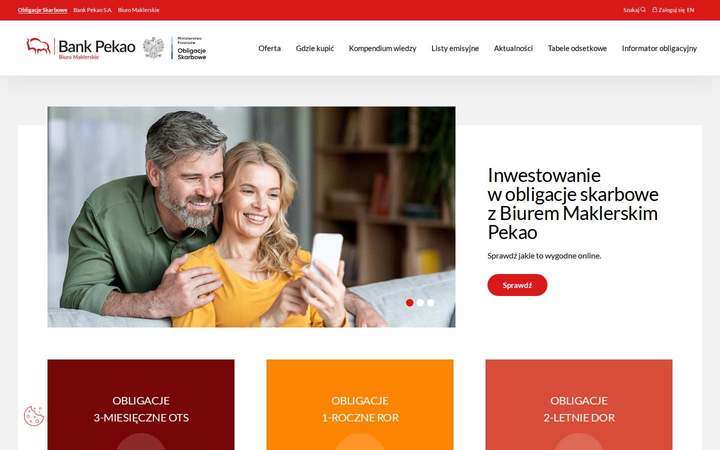 Obligacje Skarbowe Bank Pekao S.A. Biuro Maklerskie Szukaj Zaloguj się EN
Bank Pekao
Biuro Maklerskie
Ministerstwo
Finansów
Obligacje
Skarbowe
Oferta Gdzie kupić Kompendium wiedzy Listy emisyjne Aktualności Tabele odsetkowe Informator obligacyjny
Inwestowanie
w obligacje skarbowe
z Biurem Maklerskim
Pekao
Sprawdź jakie to wygodne online.
Sprawdź
OBLIGACJE
3-MIESIĘCZNE OTS
OBLIGACJE
1-ROCZNE ROR
OBLIGACJE
2-LETNIE DOR